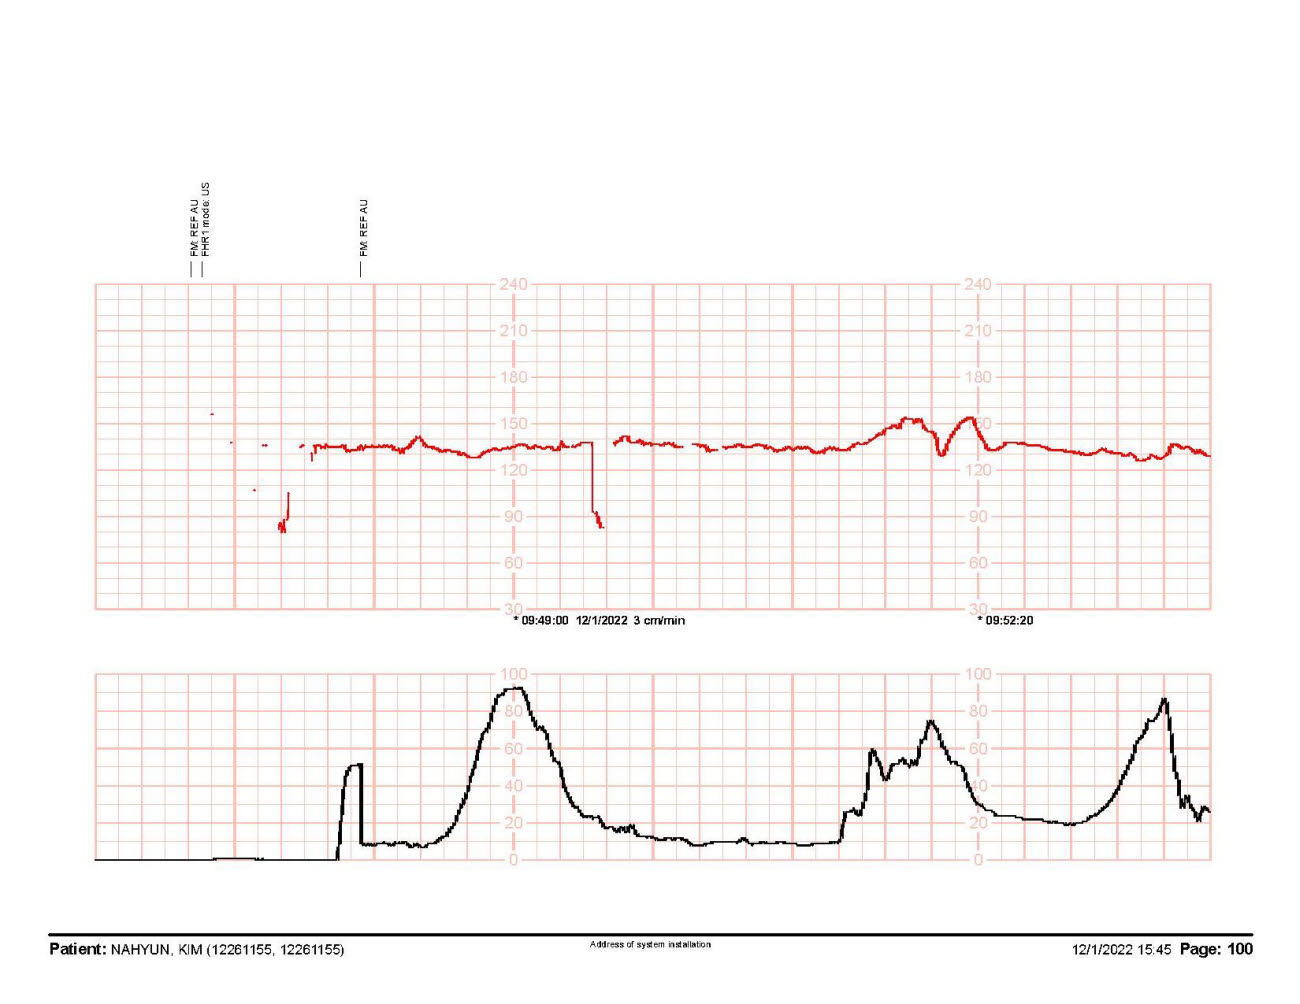 FM: REF AU
FHR1 mode: US
FM: REF AU
240 240
210 210
180 180
150 150
120 120
90 90
60 60
30 30
* 09:49:00 12/1/2022 3 cm/min * 09:52:20
100 100
80 80
60 60
40 40
20 20
0 0
Patient: NAHYUN, KIM (12261155, 12261155) Address of system installation 12/1/2022 15:45 Page: 100